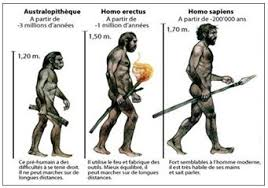 Australopithèque
A partir de
-3 millions d'années
1,20 m.
Ce pré-humain a des
difficultés à se tenir droit.
Il ne peut marcher sur de
longues distances.
Homo erectus
A partir de
-1 million d'années
1,50 m.
Il utilise le feu et fabrique des
outils. Mieux équilibré, il
peut marcher sur de longues
distances.
Homo sapiens
A partir de -200'000 ans
1,70 m.
Fort semblables à l'homme moderne,
il est très habile de ses mains
et sait parler.